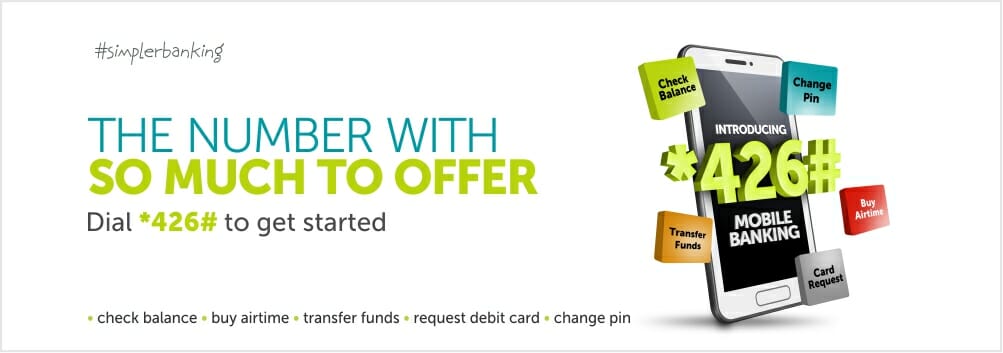 #simplerbanking
THE NUMBER WITH
SO MUCH TO OFFER
Dial *426# to get started
• check balance • buy airtime • transfer funds • request debit card • change pin
Check
Balance
Change
Pin
INTRODUCING
*426#
MOBILE
BANKING
Buy
Airtime
Transfer
Funds
Card
Request